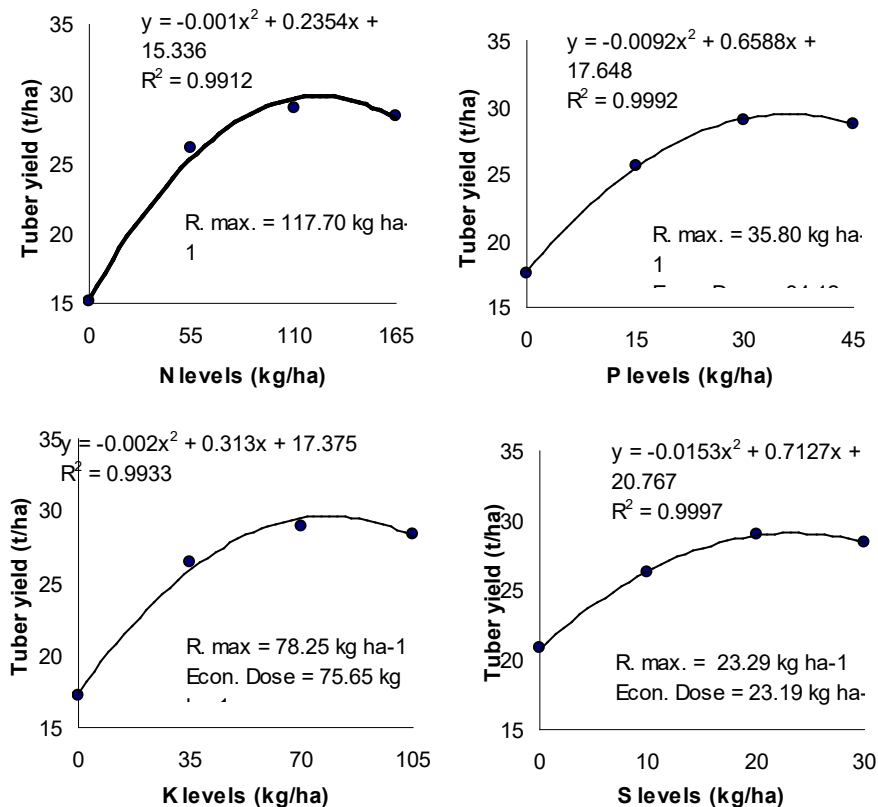 y = -0.001x² + 0.2354x +
15.336
R² = 0.9912
35
30
25
20
15
Tuber yield (t/ha)
R. max. = 117.70 kg ha-
1
0 55 110 165
N levels (kg/ha)
y = -0.0092x² + 0.6588x +
17.648
R² = 0.9992
35
30
25
20
15
Tuber yield (t/ha)
R. max. = 35.80 kg ha-
1
0 15 30 45
P levels (kg/ha)
y = -0.002x² + 0.313x + 17.375
R² = 0.9933
35
30
25
20
15
Tuber yield (t/ha)
R. max = 78.25 kg ha-1
Econ. Dose = 75.65 kg
0 35 70 105
K levels (kg/ha)
y = -0.0153x² + 0.7127x +
20.767
R² = 0.9997
35
30
25
20
15
Tuber yield (t/ha)
R. max. = 23.29 kg ha-1
Econ. Dose = 23.19 kg ha-
0 10 20 30
S levels (kg/ha)